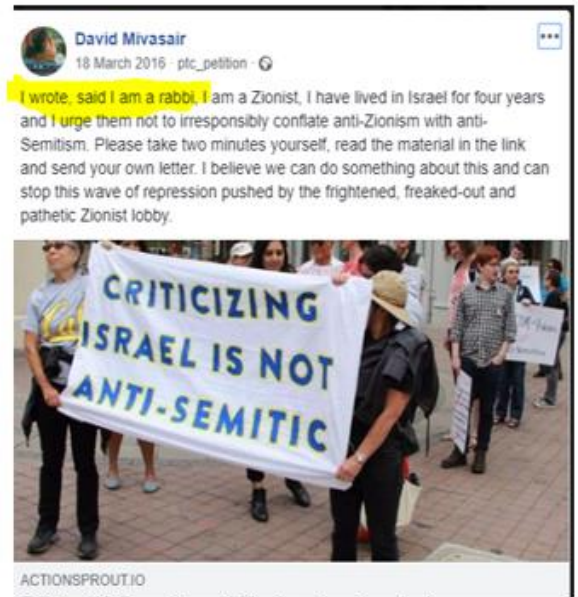 David Mivasair
18 March 2016 · ptc_petition ·
I wrote, said I am a rabbi, I am a Zionist, I have lived in Israel for four years
and I urge them not to irresponsibly conflate anti-Zionism with anti-
Semitism. Please take two minutes yourself, read the material in the link
and send your own letter. I believe we can do something about this and can
stop this wave of repression pushed by the frightened, freaked-out and
pathetic Zionist lobby.
CRITICIZING
ISRAEL IS NOT
ANTI-SEMITIC
ACTIONSPROUT.IO